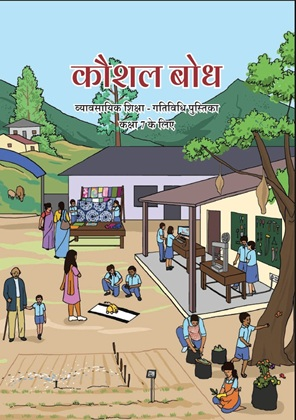 कौशल बोध
व्यावसायिक शिक्षा - गतिविधि पुस्तिका
कक्षा 7 के लिए